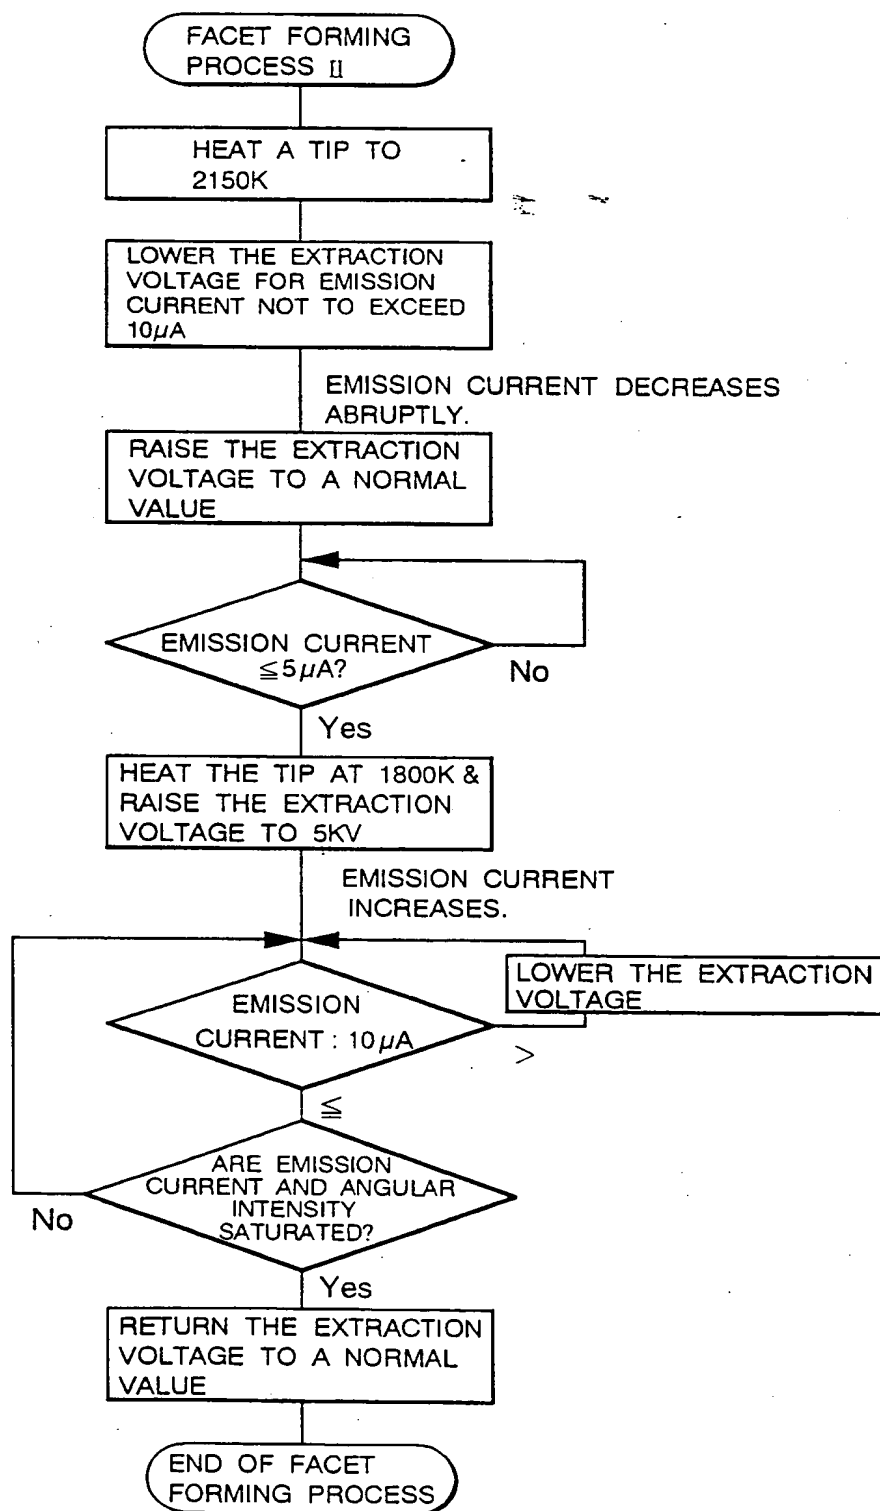 FACET FORMING
PROCESS II
HEAT A TIP TO
2150K
LOWER THE EXTRACTION
VOLTAGE FOR EMISSION
CURRENT NOT TO EXCEED
10μA
EMISSION CURRENT DECREASES
ABRUPTLY.
RAISE THE EXTRACTION
VOLTAGE TO A NORMAL
VALUE
EMISSION CURRENT
≦5μA?
No
Yes
HEAT THE TIP AT 1800K &
RAISE THE EXTRACTION
VOLTAGE TO 5KV
EMISSION CURRENT
INCREASES.
LOWER THE EXTRACTION
VOLTAGE
EMISSION
CURRENT : 10μA
>
≦
ARE EMISSION
CURRENT AND ANGULAR
INTENSITY
SATURATED?
No
Yes
RETURN THE EXTRACTION
VOLTAGE TO A NORMAL
VALUE
END OF FACET
FORMING PROCESS